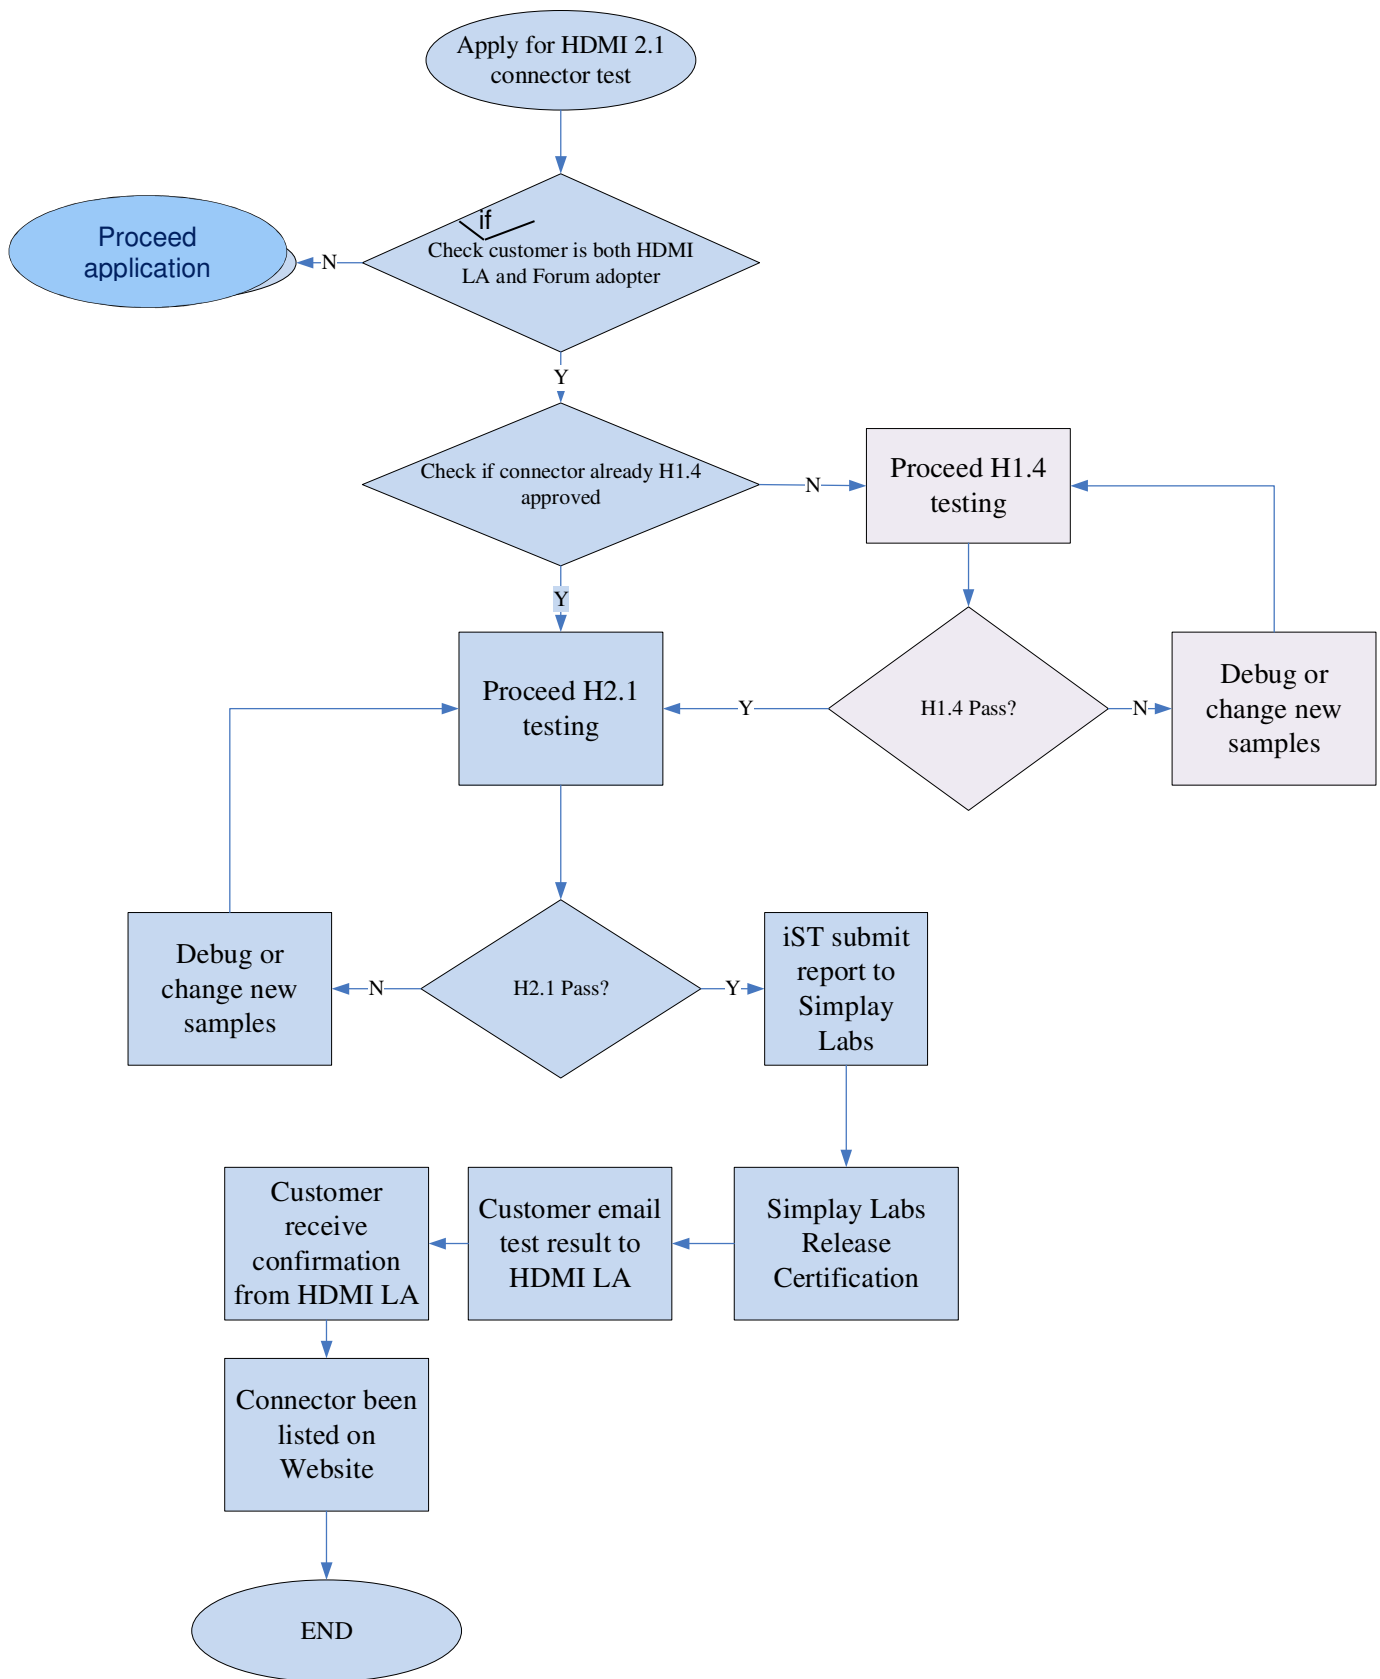 Apply for HDMI 2.1
connector test
if
Check customer is both HDMI
LA and Forum adopter
N
Proceed
application
Y
Check if connector already H1.4
approved
N
Proceed H1.4
testing
Y
Proceed H2.1
testing
Y
H1.4 Pass?
N
Debug or
change new
samples
Debug or
change new
samples
N
H2.1 Pass?
Y
iST submit
report to
Simplay
Labs
Customer
receive
confirmation
from HDMI LA
Customer email
test result to
HDMI LA
Simplay Labs
Release
Certification
Connector been
listed on
Website
END